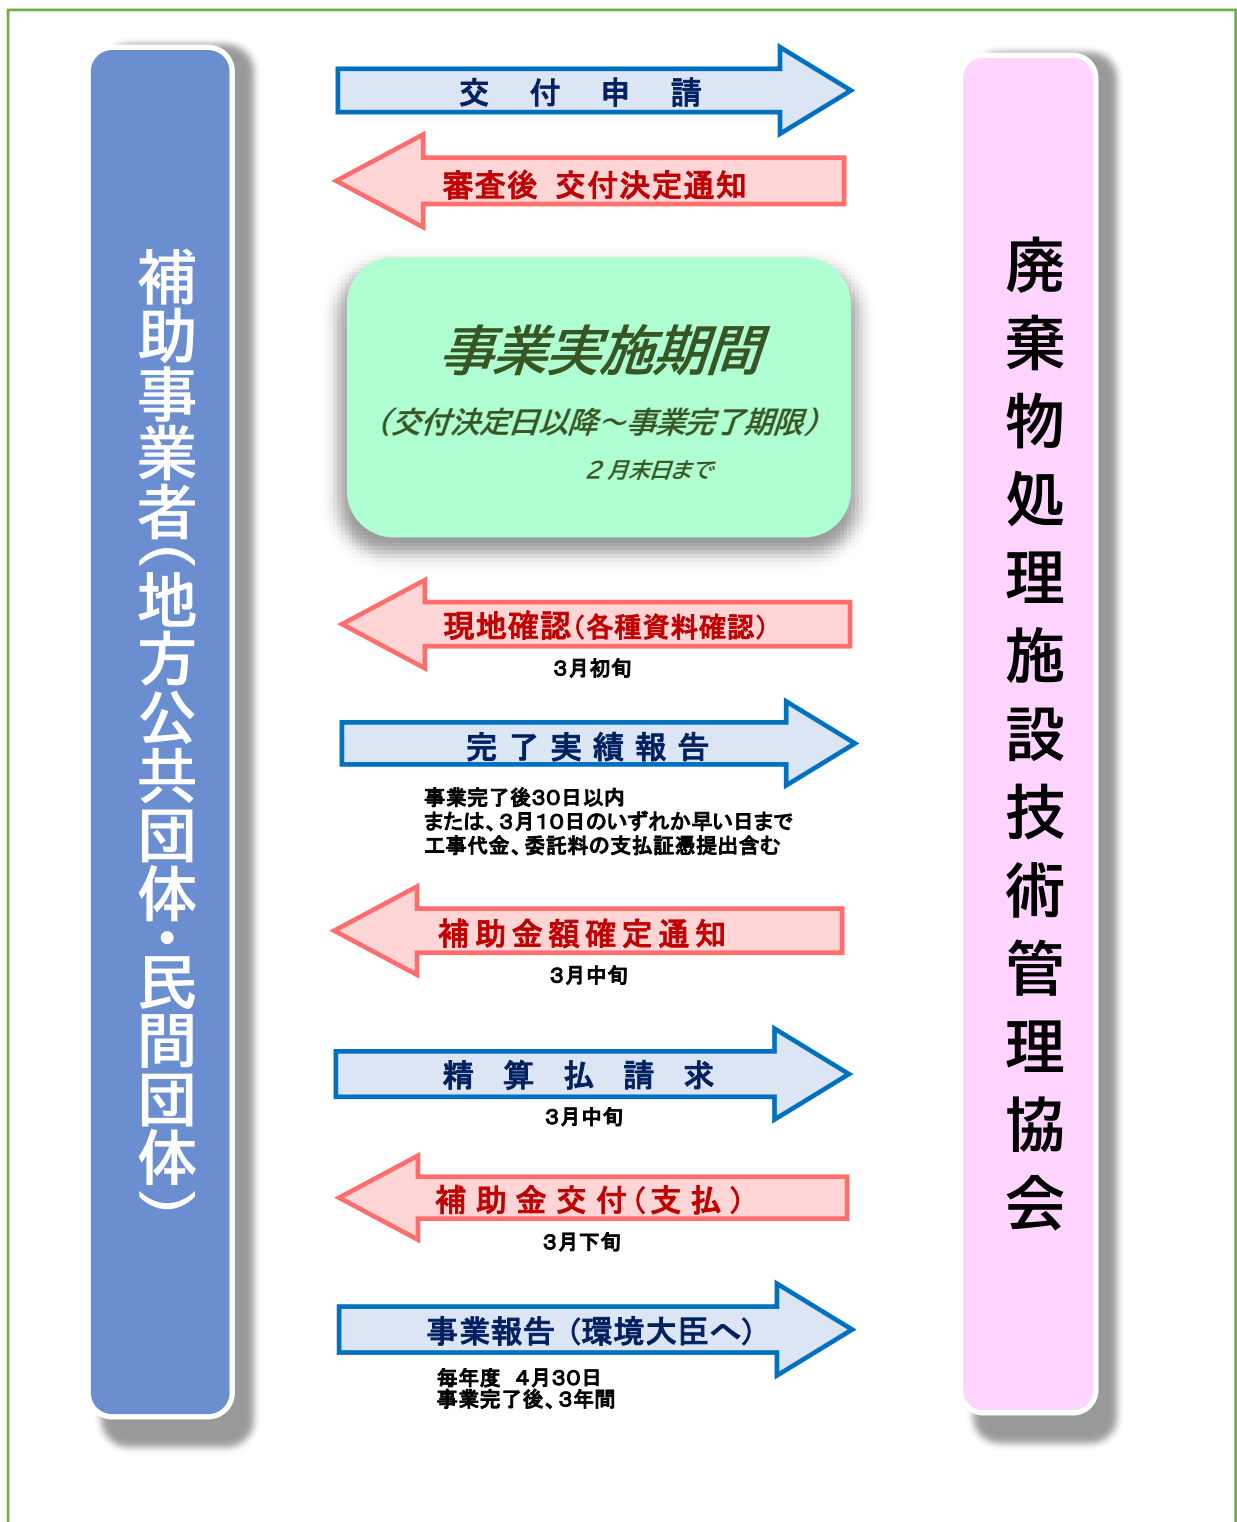 補助事業者（地方公共団体・民間団体）
交　付　申　請
審査後 交付決定通知
事業実施期間
（交付決定日以降～事業完了期限）
２月末日まで
現地確認（各種資料確認）
３月初旬
完了実績報告
事業完了後30日以内
または、３月１０日のいずれか早い日まで
工事代金、委託料の支払証憑提出含む
補助金額確定通知
３月中旬
精　算　払　請　求
３月中旬
補助金交付（支払）
３月下旬
事業報告（環境大臣へ）
毎年度　４月３０日
事業完了後、３年間
廃棄物処理施設技術管理協会